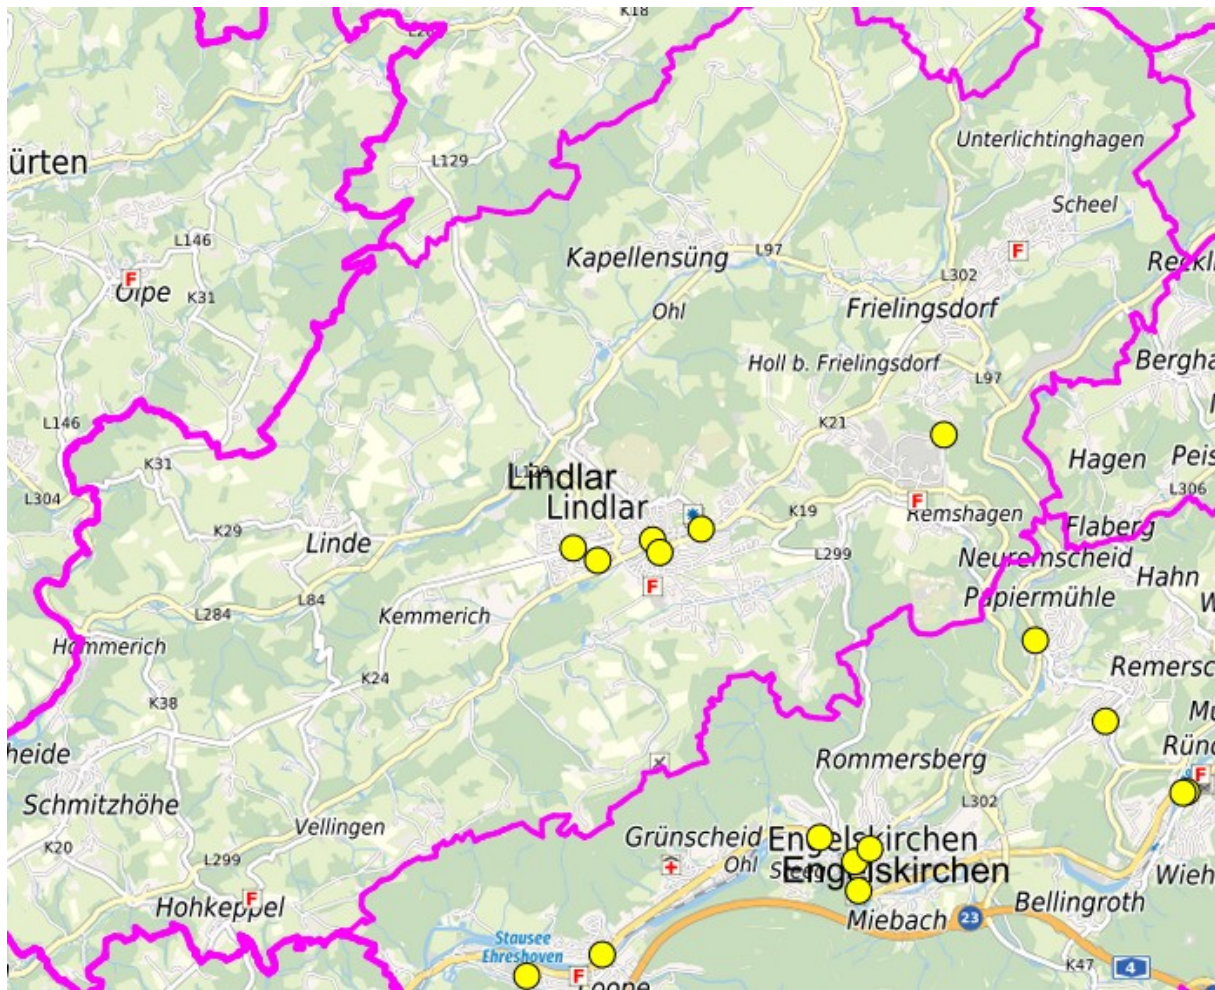 K18
ürten
L129
Unterlichtinghagen
Scheel
L146
Kapellensüng
L97
F
L302
F
Olpe
K31
Ohl
Frielingsdorf
Holl b. Frielingsdorf
Bergha
L97
L146
K21
K31
Lindlar
Hagen
Peis
L306
L304
Lindlar
F
K19
Remshagen
Flaberg
K29
Linde
L299
Neuremscheid
Hahn
F
L284
L84
Kemmerich
Papiermühle
W
Hommerich
K24
Remersc
K38
Mü
heide
Rommersberg
Ründ
F
Schmitzhöhe
L302
Vellingen
Grünscheid
Engelskirchen
K20
L299
Ohl
Engelskirchen
Wieh
F
Hohkeppel
Bellingroth
Miebach
23
Stausee
Ehreshoven
K47
4
F
Loope